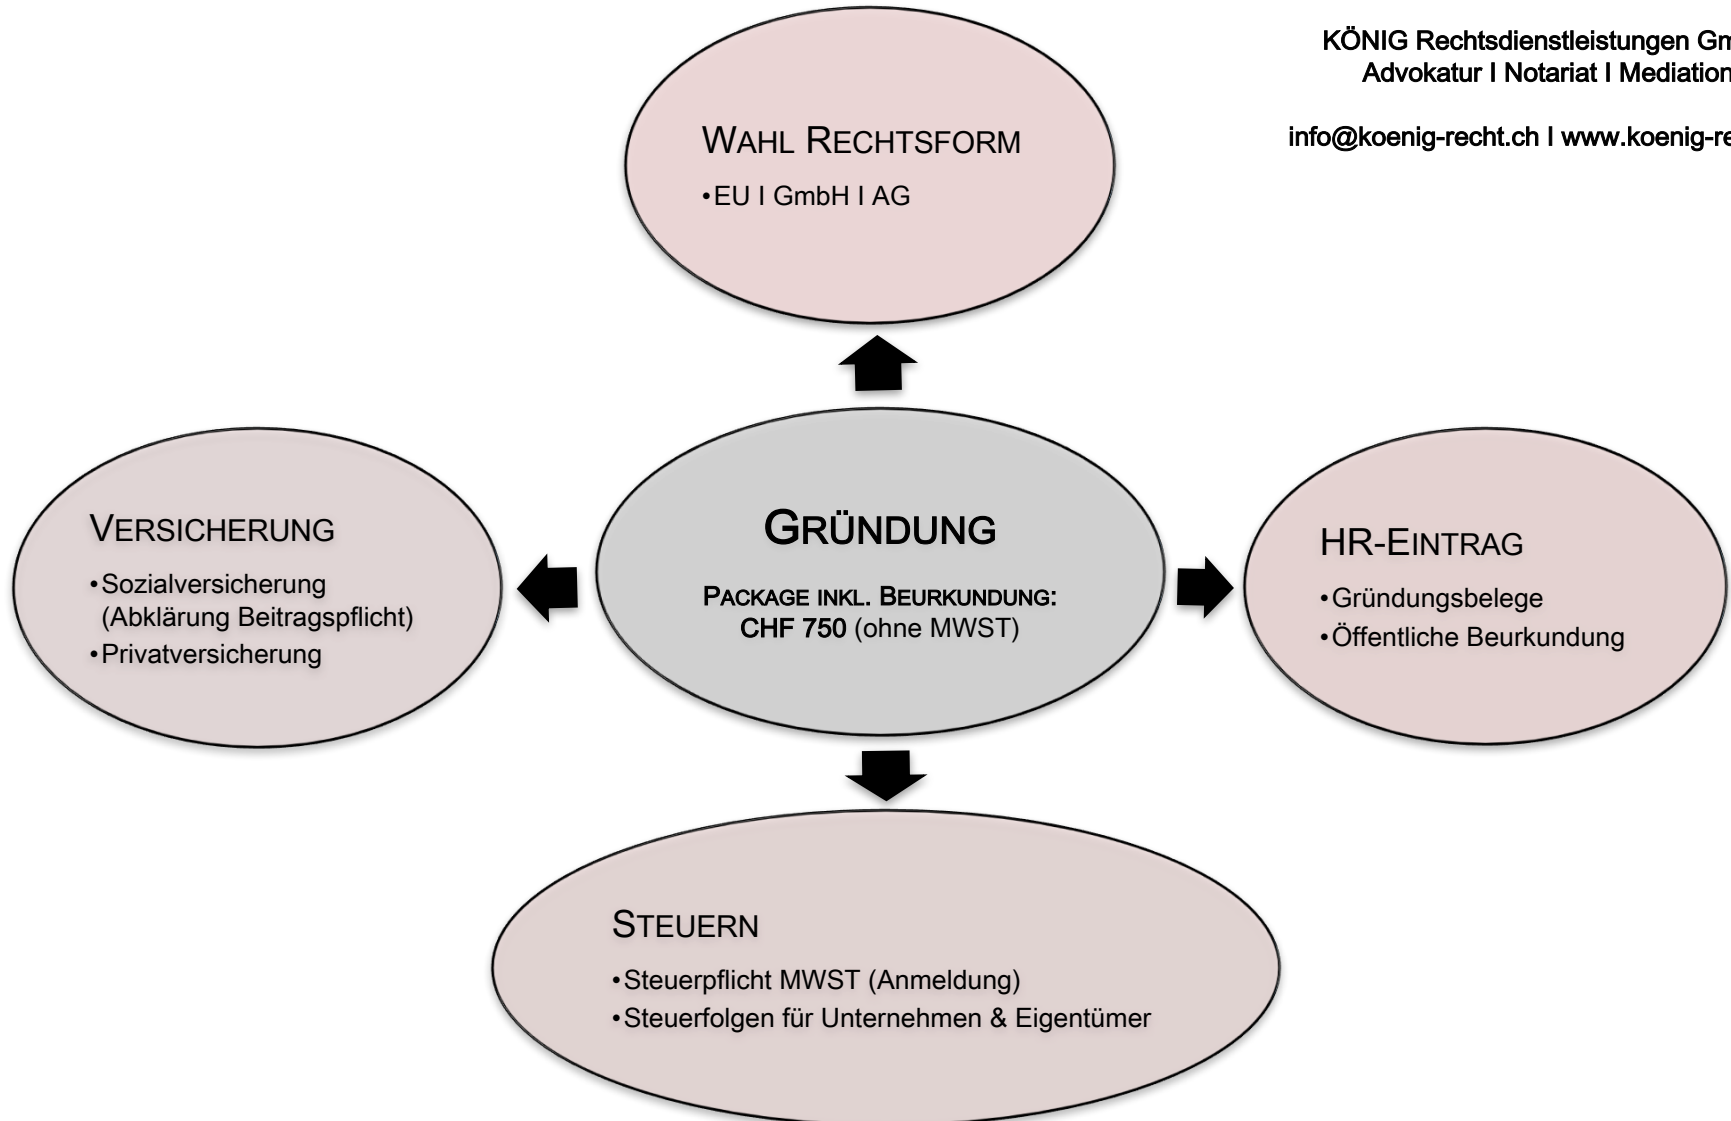 KÖNIG Rechtsdienstleistungen
Advokatur I Notariat I Mediation
info@koenig-recht.ch I
WAHL RECHTSFORM
•EU I GmbH I AG
VERSICHERUNG
•Sozialversicherung
(Abklärung Beitragspflicht)
•Privatversicherung
GRÜNDUNG
PACKAGE INKL. BEURKUNDUNG:
CHF 750 (ohne MWST)
HR-EINTRAG
•Gründungsbelege
•Öffentliche Beurkundung
STEUERN
•Steuerpflicht MWST (Anmeldung)
•Steuerfolgen für Unternehmen & Eigentümer